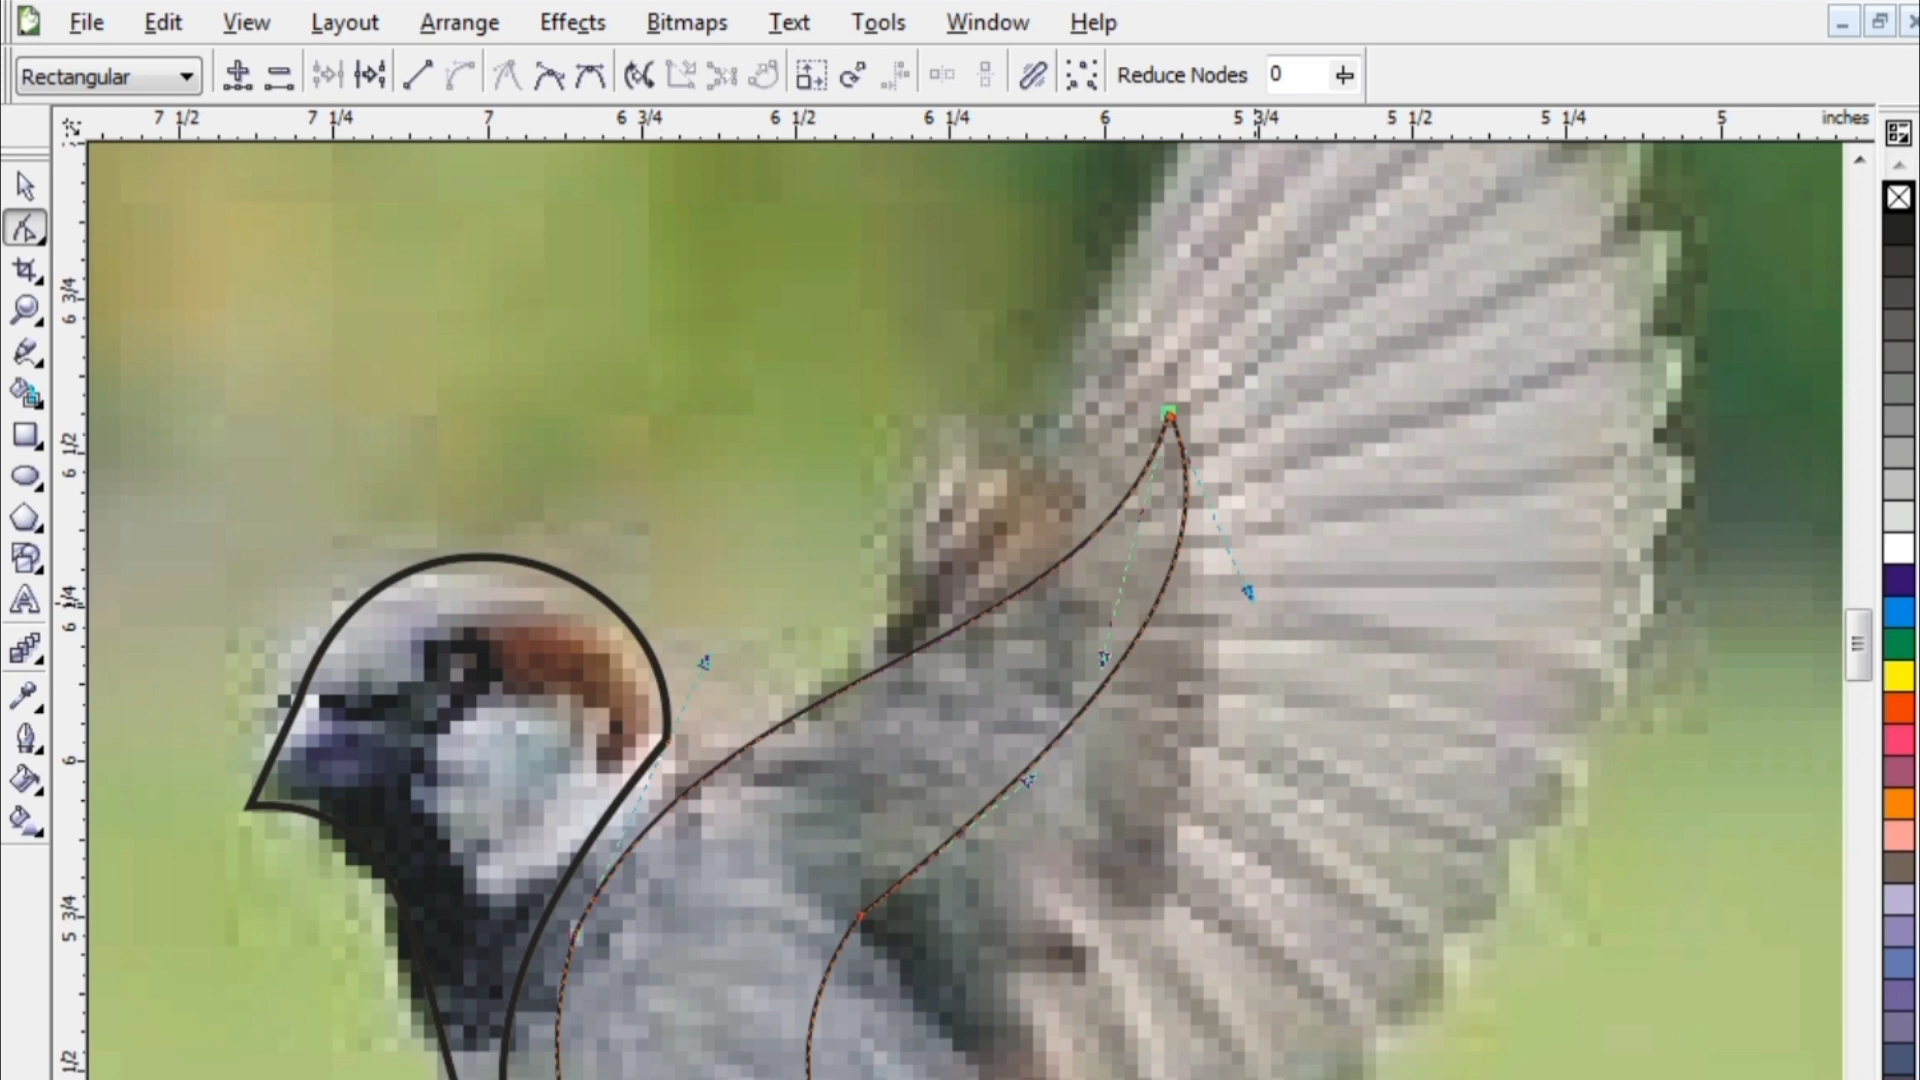 File Edit View Layout Arrange Effects Bitmaps Text Tools Window Help
Rectangular Reduce Nodes 0
7 1/2 7 1/4 7 6 3/4 6 1/2 6 1/4 6 5 3/4 5 1/2 5 1/4 5 inches
6 3/4
6 1/2
6 1/4
6
5 3/4
1/2